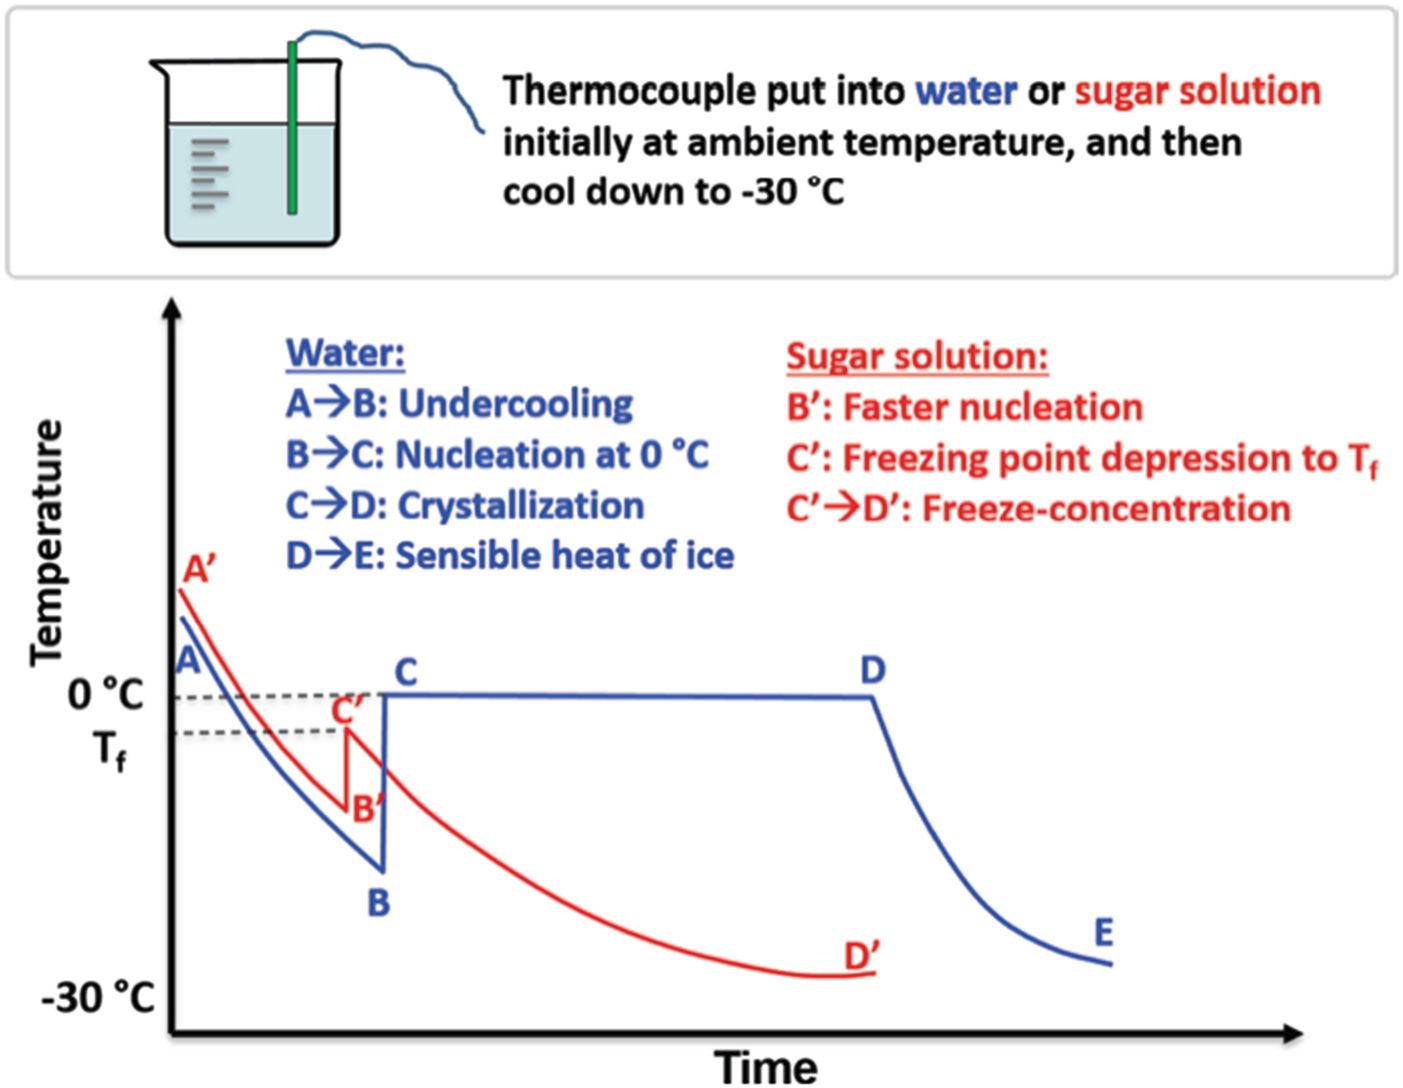 Thermocouple put into water or sugar solution
initially at ambient temperature, and then
cool down to -30 °C
Water:
A→B: Undercooling
B→C: Nucleation at 0 °C
C→D: Crystallization
D→E: Sensible heat of ice
Sugar solution:
B’: Faster nucleation
C’: Freezing point depression to Tf
C’→D’: Freeze-concentration
Temperature
A’
A
0 °C
C
D
C’
Tf
B’
B
D’
E
-30 °C
Time